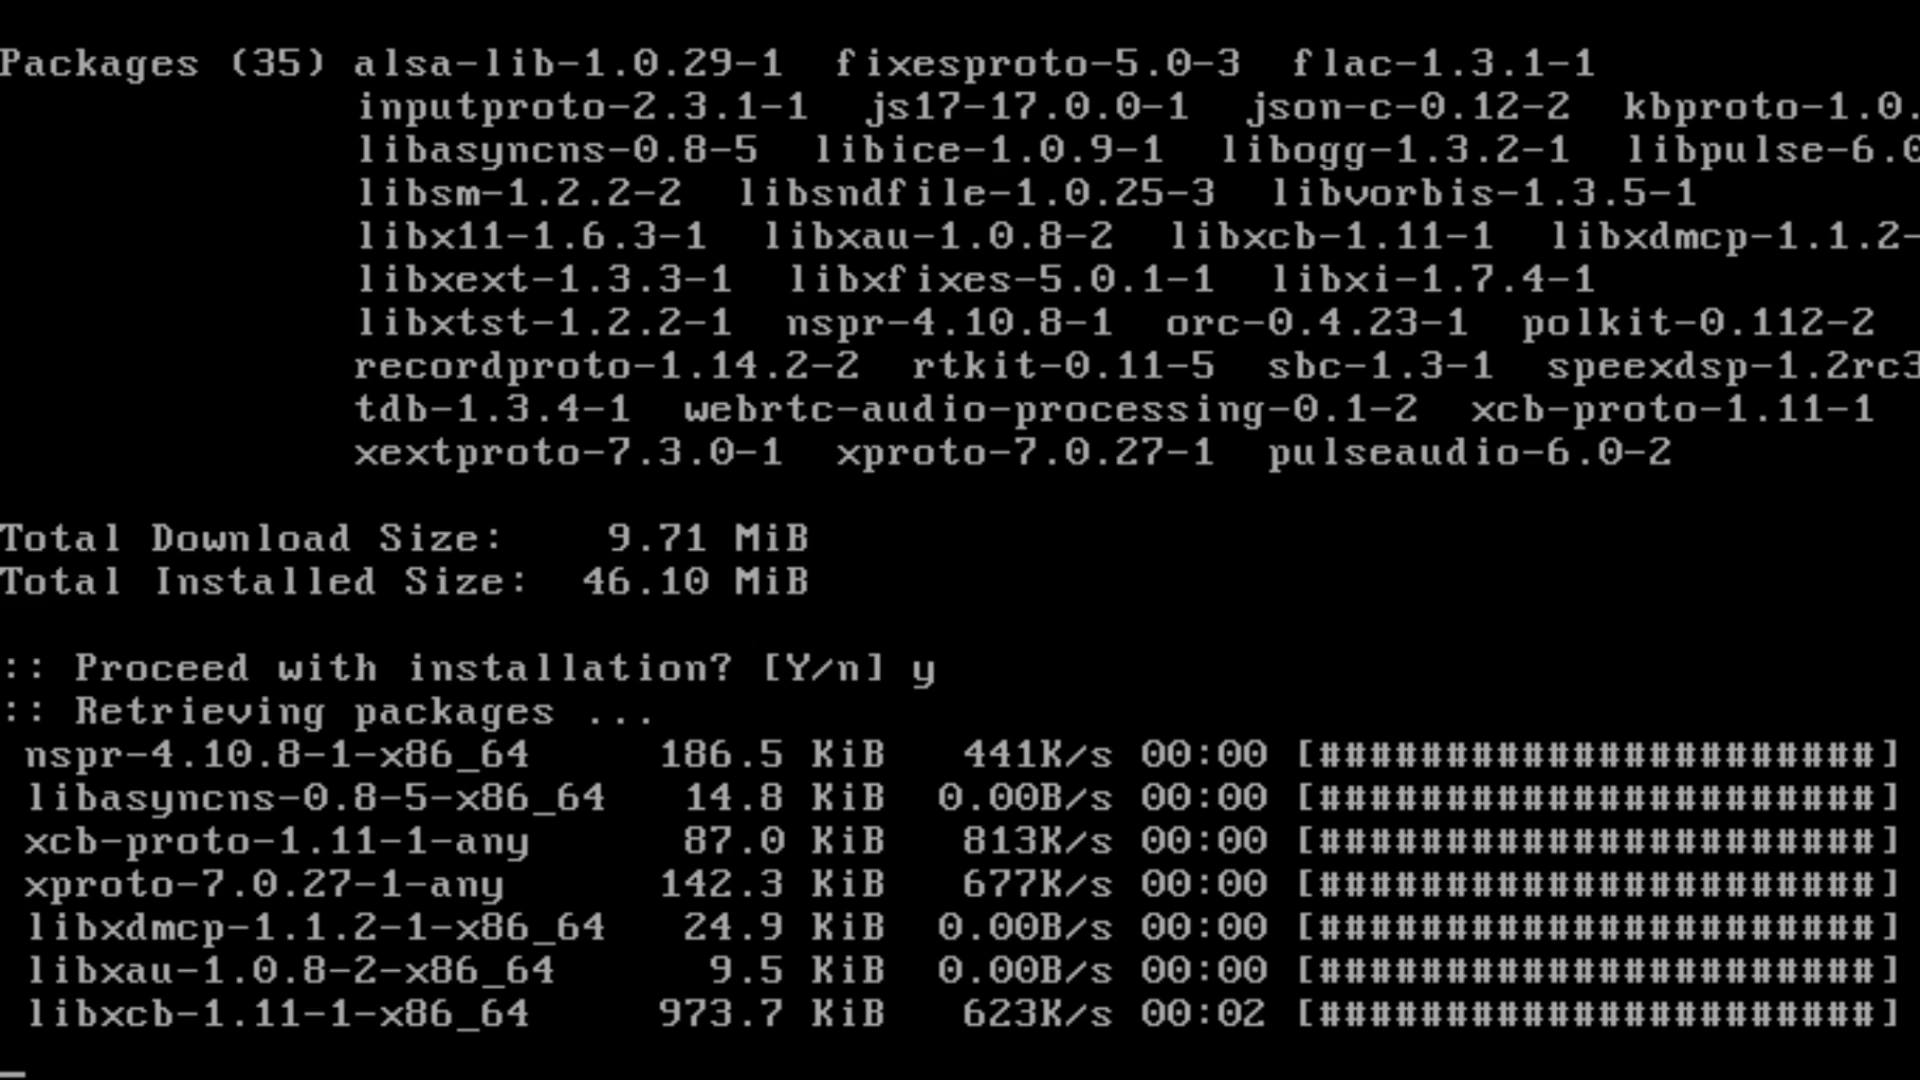 Packages (35) alsa-lib-1.0.29-1  fixesproto-5.0-3  flac-1.3.1-1
inputproto-2.3.1-1  js17-17.0.0-1  json-c-0.12-2  kbproto-1.0.
libasyncns-0.8-5  libice-1.0.9-1  libogg-1.3.2-1  libpulse-6.0
libsm-1.2.2-2  libsndfile-1.0.25-3  libvorbis-1.3.5-1
libx11-1.6.3-1  libxau-1.0.8-2  libxcb-1.11-1  libxdmcp-1.1.2-
libxext-1.3.3-1  libxfixes-5.0.1-1  libxi-1.7.4-1
libxtst-1.2.2-1  nspr-4.10.8-1  orc-0.4.23-1  polkit-0.112-2
recordproto-1.14.2-2  rtkit-0.11-5  sbc-1.3-1  speexdsp-1.2rc3
tdb-1.3.4-1  webrtc-audio-processing-0.1-2  xcb-proto-1.11-1
xextproto-7.3.0-1  xproto-7.0.27-1  pulseaudio-6.0-2
Total Download Size:    9.71 MiB
Total Installed Size:  46.10 MiB
:: Proceed with installation? [Y/n] y
:: Retrieving packages ...
nspr-4.10.8-1-x86_64     186.5 KiB   441K/s 00:00 [######################]
libasyncns-0.8-5-x86_64   14.8 KiB  0.00B/s 00:00 [######################]
xcb-proto-1.11-1-any      87.0 KiB   813K/s 00:00 [######################]
xproto-7.0.27-1-any      142.3 KiB   677K/s 00:00 [######################]
libxdmcp-1.1.2-1-x86_64   24.9 KiB  0.00B/s 00:00 [######################]
libxau-1.0.8-2-x86_64      9.5 KiB  0.00B/s 00:00 [######################]
libxcb-1.11-1-x86_64     973.7 KiB   623K/s 00:02 [######################]
_